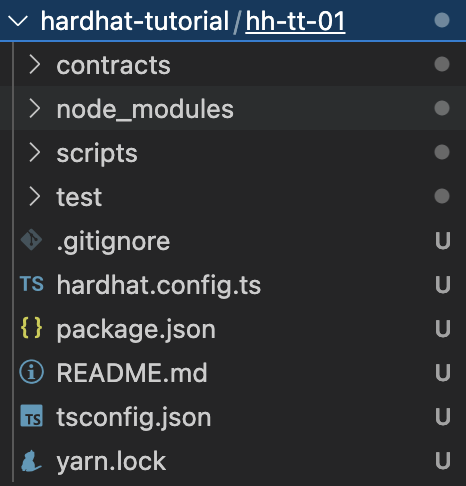 hardhat-tutorial/hh-tt-01
contracts
node_modules
scripts
test
.gitignore U
TS hardhat.config.ts U
{} package.json U
README.md U
TS tsconfig.json U
yarn.lock U